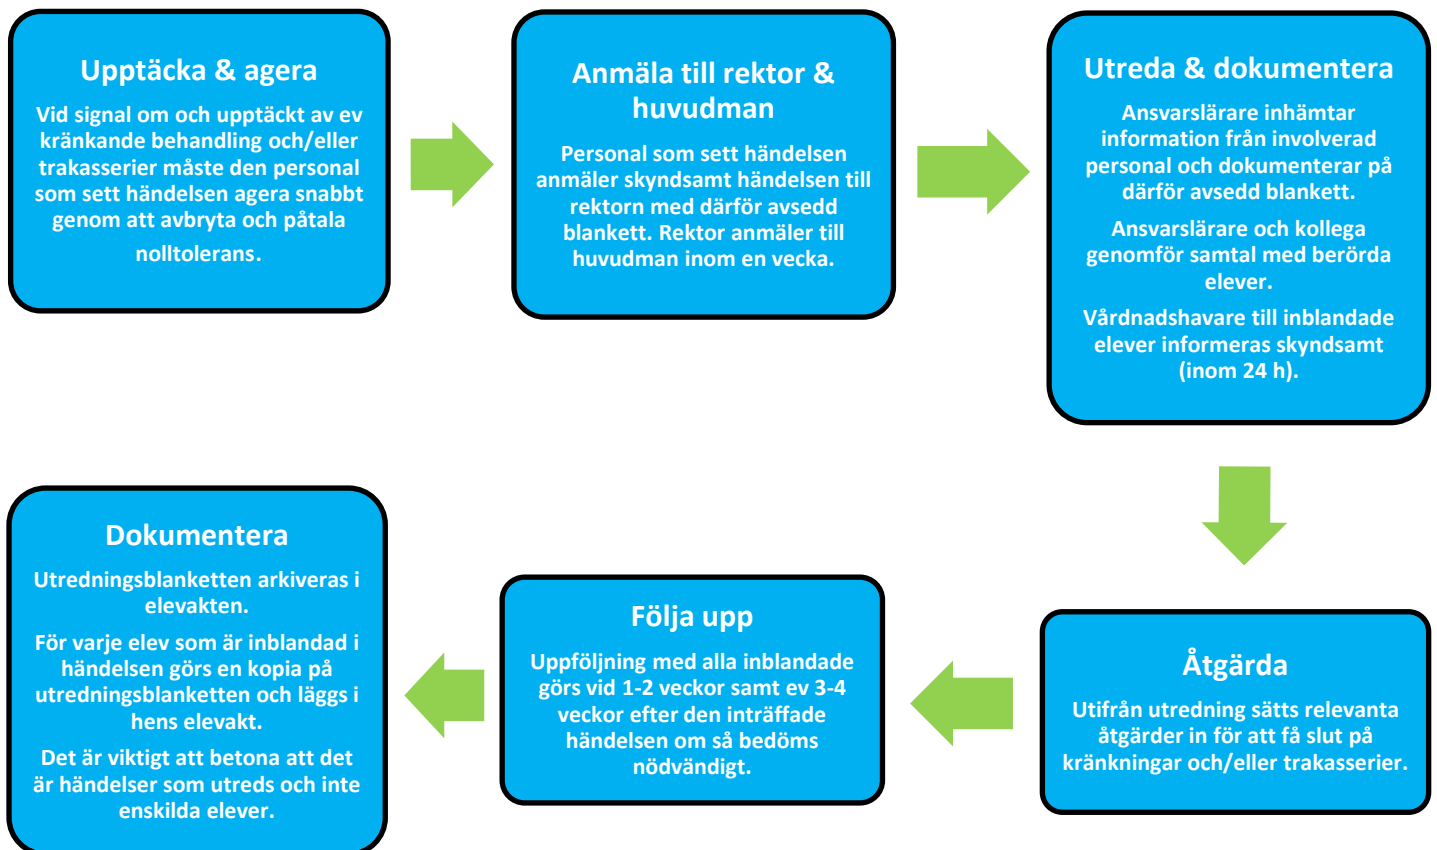 Upptäcka & agera
Vid signal om och upptäckt av ev
kränkande behandling och/eller
trakasserier måste den personal
som sett händelsen agera snabbt
genom att avbryta och påtala
nolltolerans.
Anmäla till rektor &
huvudman
Personal som sett händelsen
anmäler skyndsamt händelsen till
rektorn med därför avsedd
blankett. Rektor anmäler till
huvudman inom en vecka.
Utreda & dokumentera
Ansvarslärare inhämtar
information från involverad
personal och dokumenterar på
därför avsedd blankett.
Ansvarslärare och kollega
genomför samtal med berörda
elever.
Vårdnadshavare till inblandade
elever informeras skyndsamt
(inom 24 h).
Åtgärda
Utifrån utredning sätts relevanta
åtgärder in för att få slut på
kränkningar och/eller trakasserier.
Följa upp
Uppföljning med alla inblandade
görs vid 1-2 veckor samt ev 3-4
veckor efter den inträffade
händelsen om så bedöms
nödvändigt.
Dokumentera
Utredningsblanketten arkiveras i
elevakten.
För varje elev som är inblandad i
händelsen görs en kopia på
utredningsblanketten och läggs i
hens elevakt.
Det är viktigt att betona att det
är händelser som utreds och inte
enskilda elever.